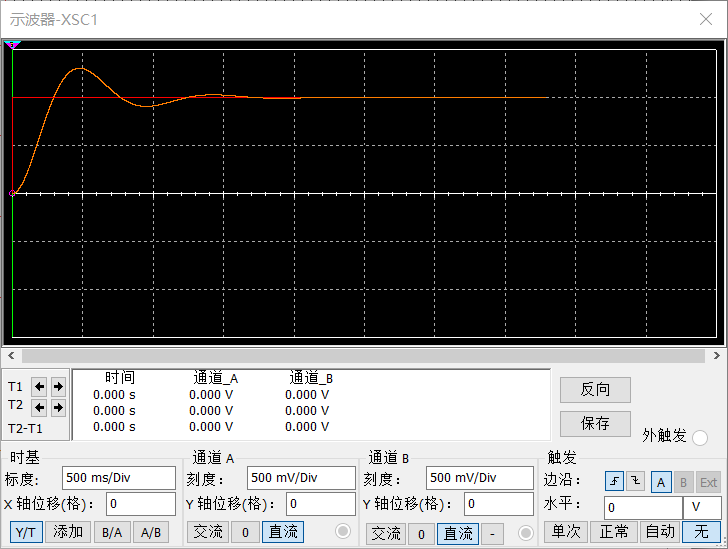 示波器-XSC1
时间 通道_A 通道_B
T1 0.000 s 0.000 V 0.000 V
T2 0.000 s 0.000 V 0.000 V
T2-T1 0.000 s 0.000 V 0.000 V
反向
保存
外触发
时基 通道 A 通道 B 触发
标度: 500 ms/Div 刻度: 500 mV/Div 刻度: 500 mV/Div 边沿: A B Ext
X 轴位移(格): 0 Y 轴位移(格): 0 Y 轴位移(格): 0 水平: 0 V
Y/T 添加 B/A A/B 交流 0 直流 交流 0 直流 - 单次 正常 自动 无